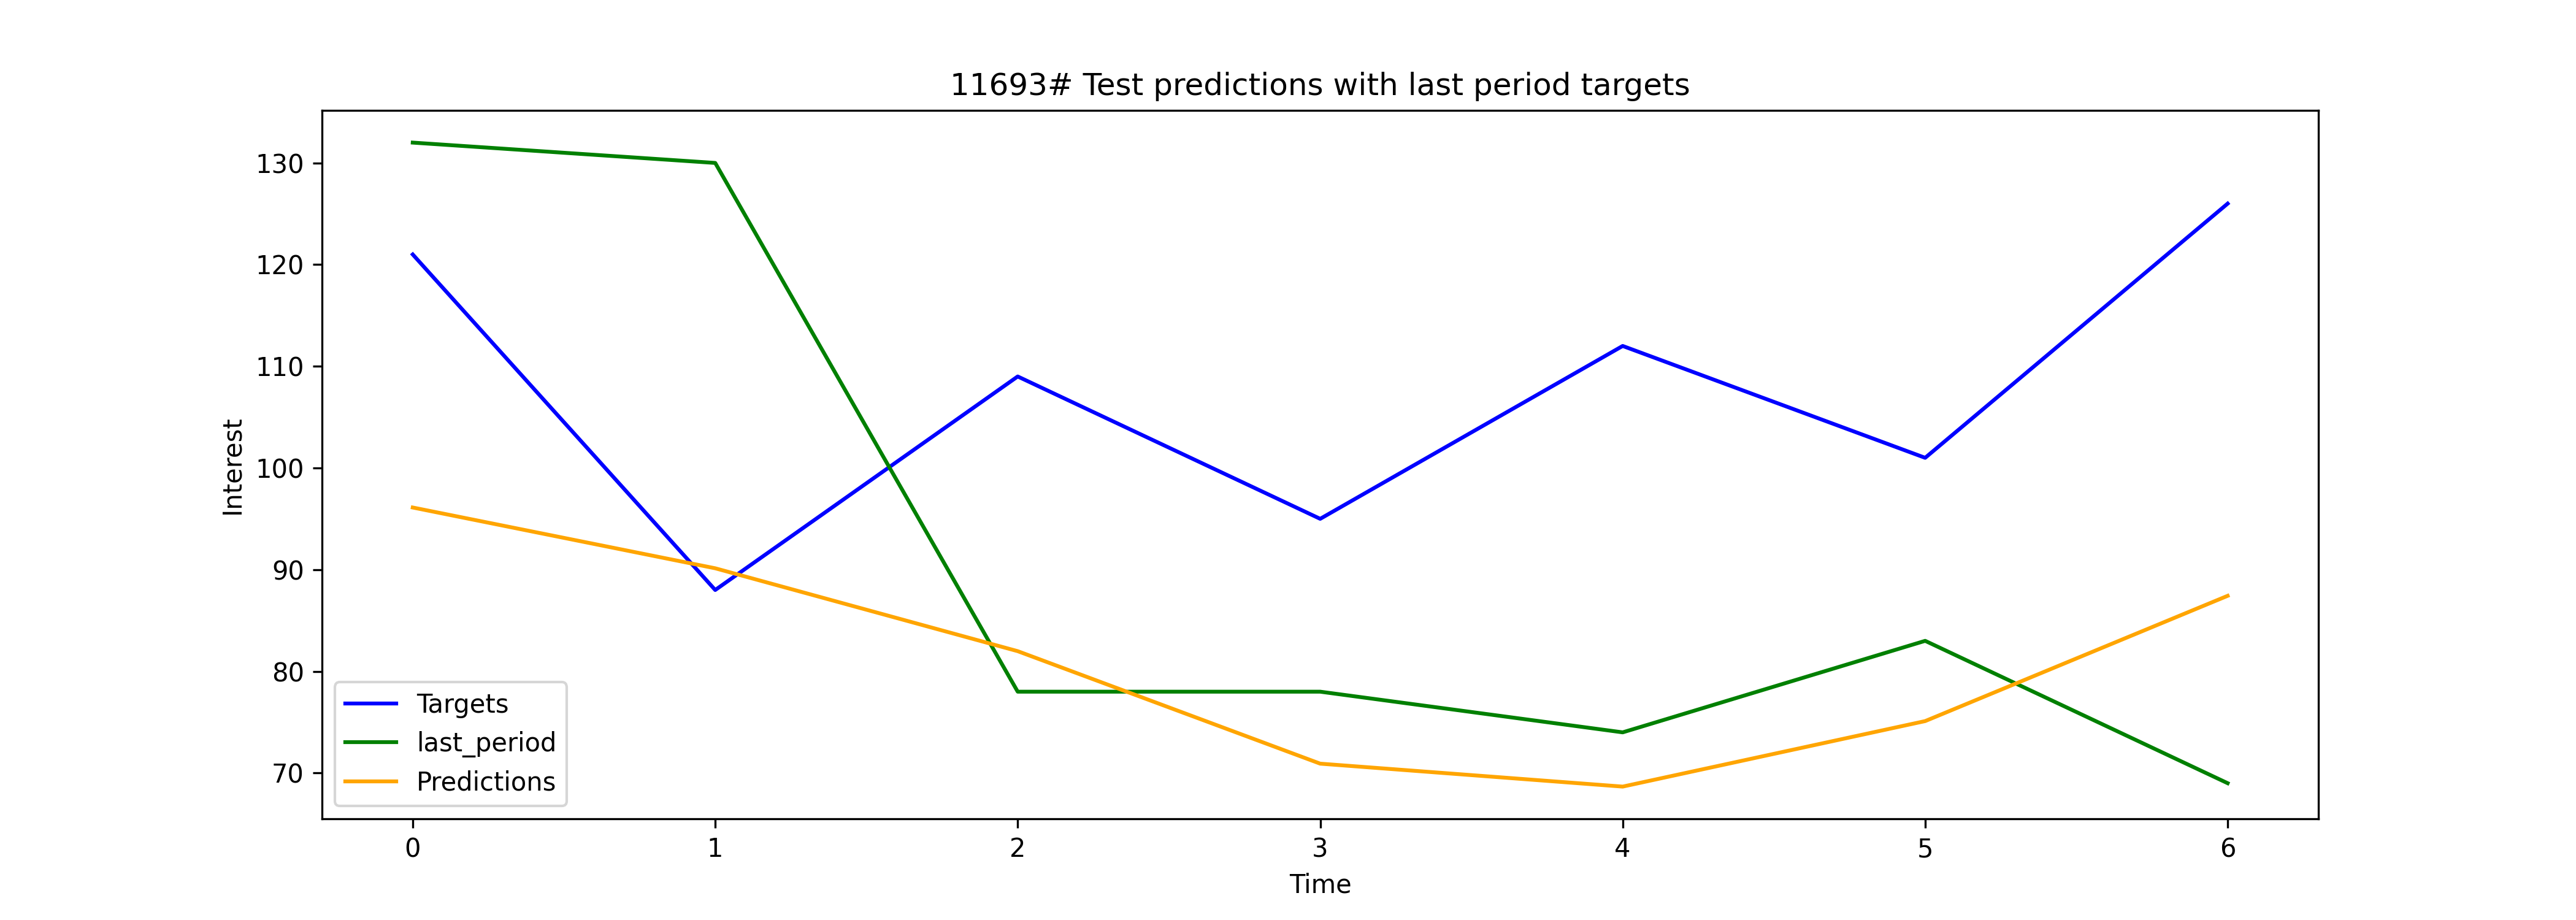 11693# Test predictions with last period targets
130
120
110
100
90
80
70
Interest
Targets
last_period
Predictions
0 1 2 3 4 5 6
Time